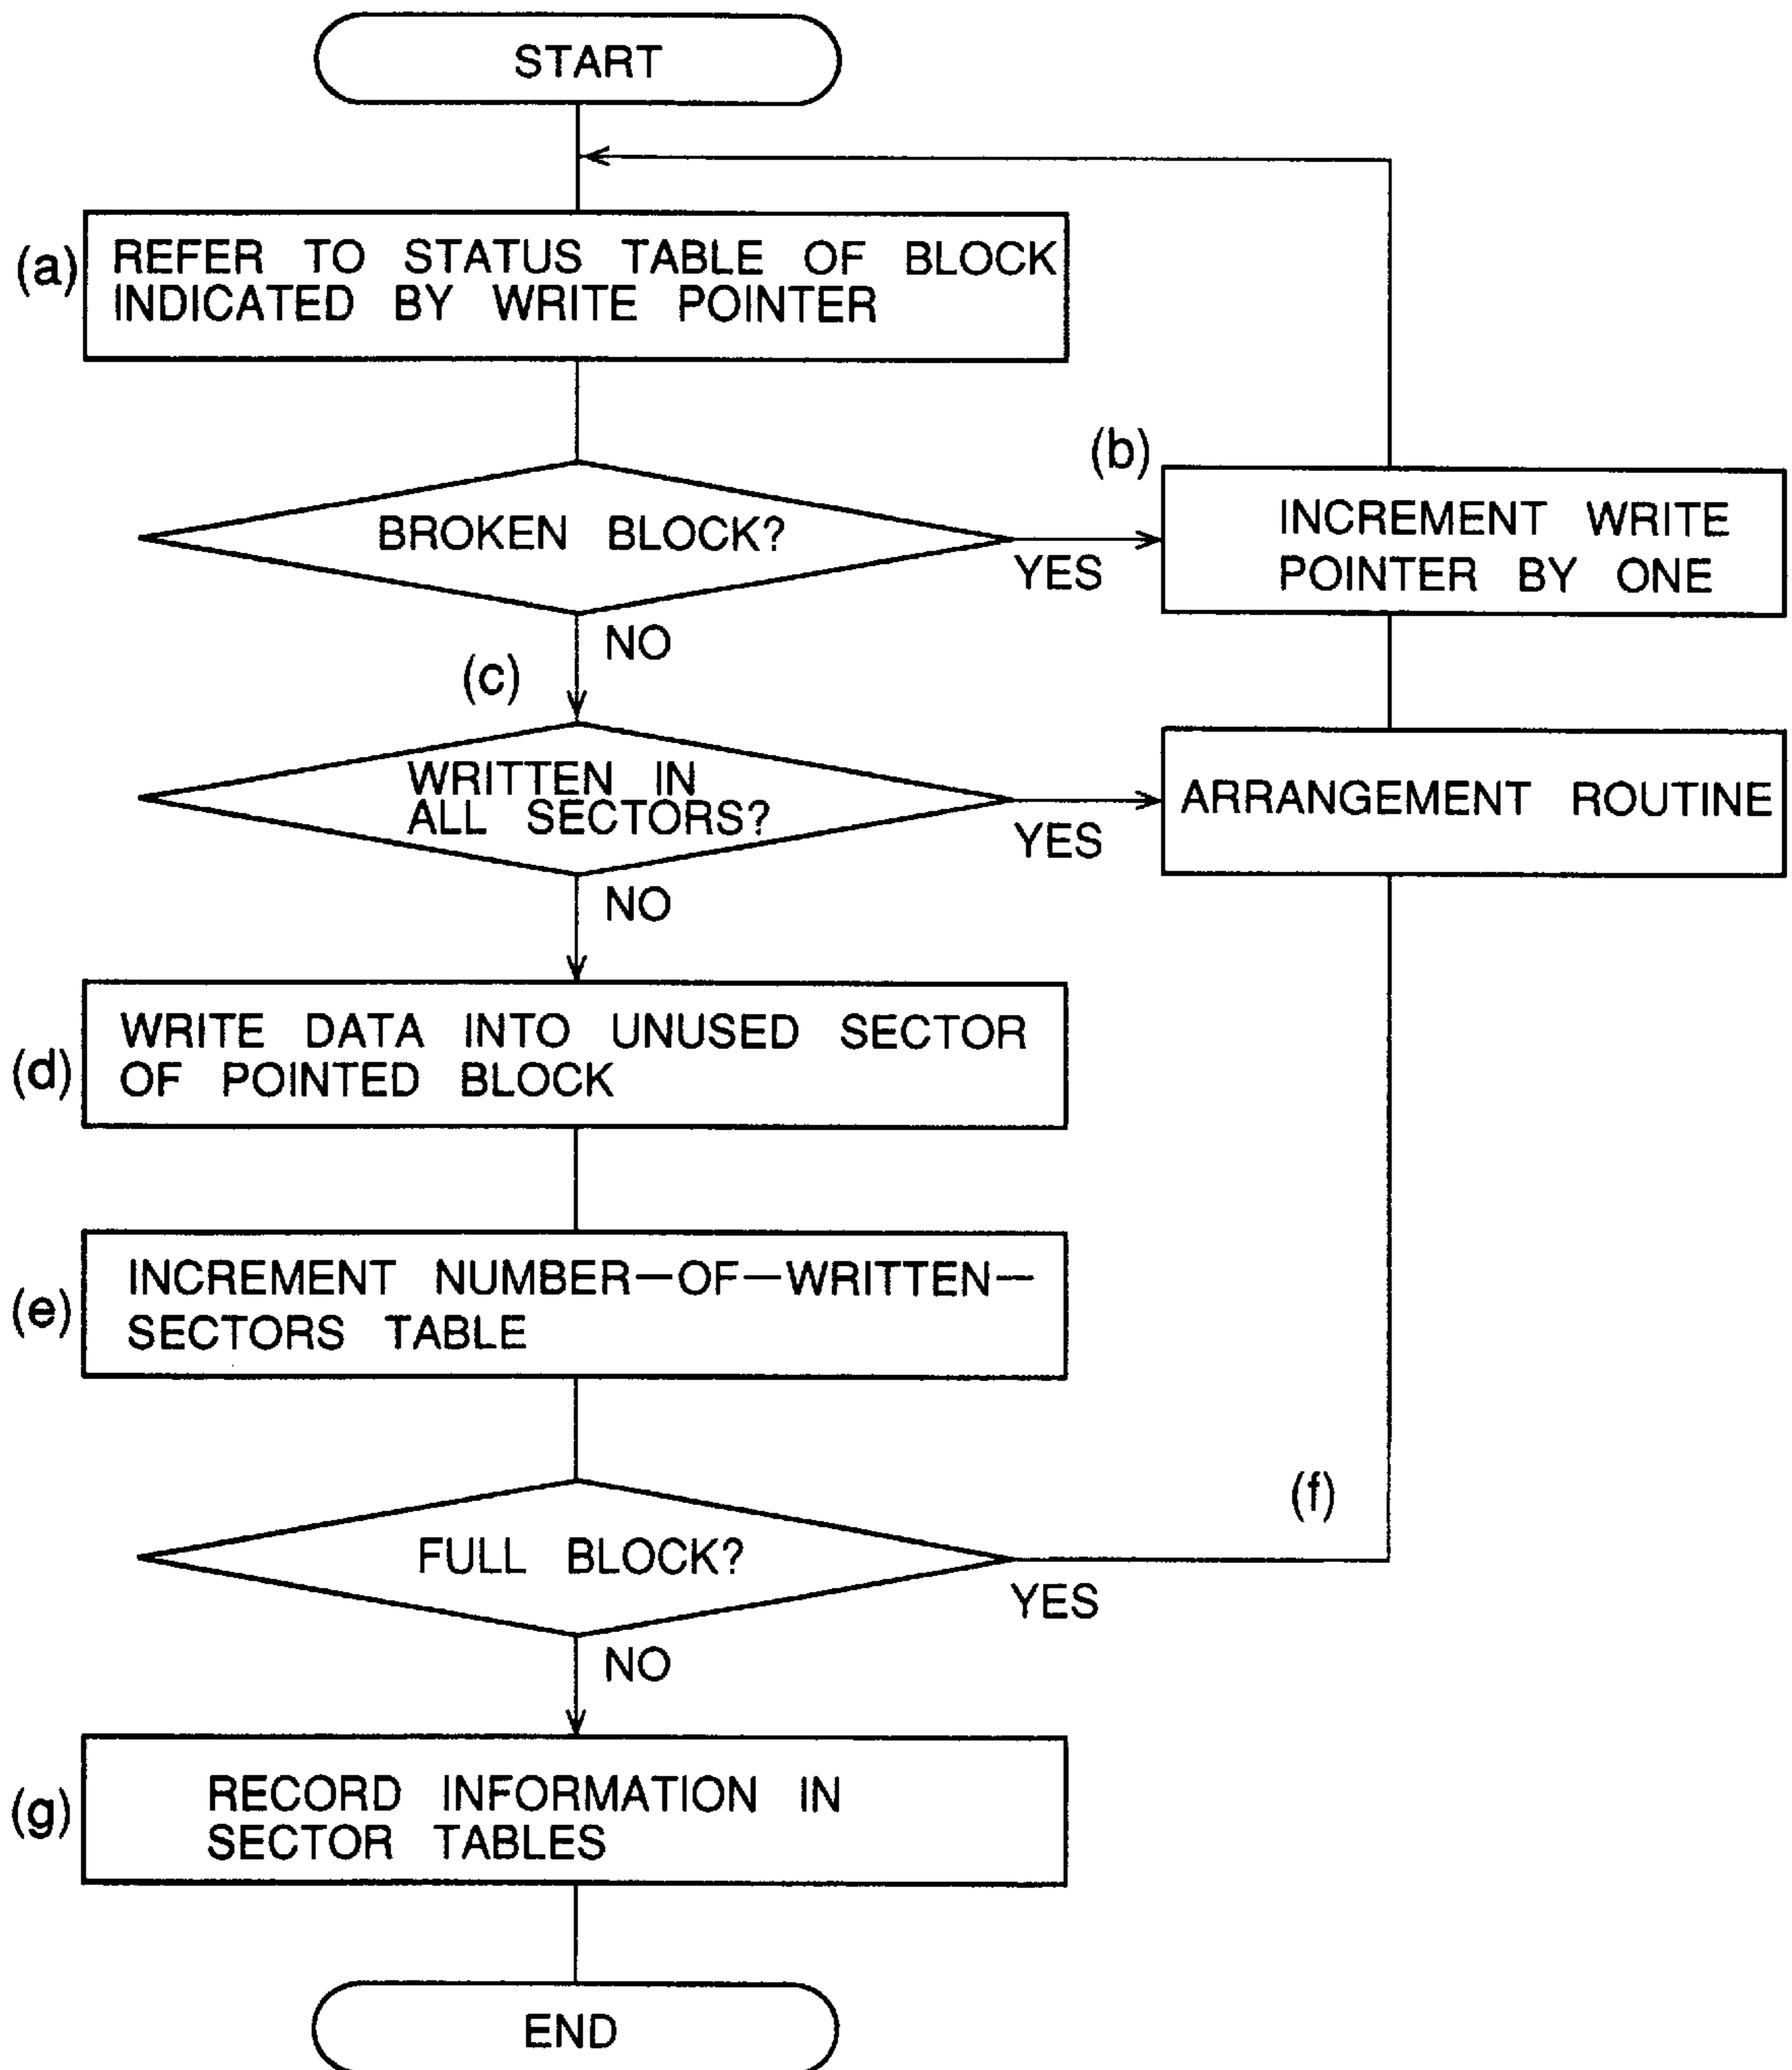 START
(a)
REFER TO STATUS TABLE OF BLOCK
INDICATED BY WRITE POINTER
BROKEN BLOCK?
YES
(b)
INCREMENT WRITE
POINTER BY ONE
NO
(c)
WRITTEN IN
ALL SECTORS?
YES
ARRANGEMENT ROUTINE
NO
(d)
WRITE DATA INTO UNUSED SECTOR
OF POINTED BLOCK
(e)
INCREMENT NUMBER—OF—WRITTEN—
SECTORS TABLE
FULL BLOCK?
YES
(f)
NO
(g)
RECORD INFORMATION IN
SECTOR TABLES
END